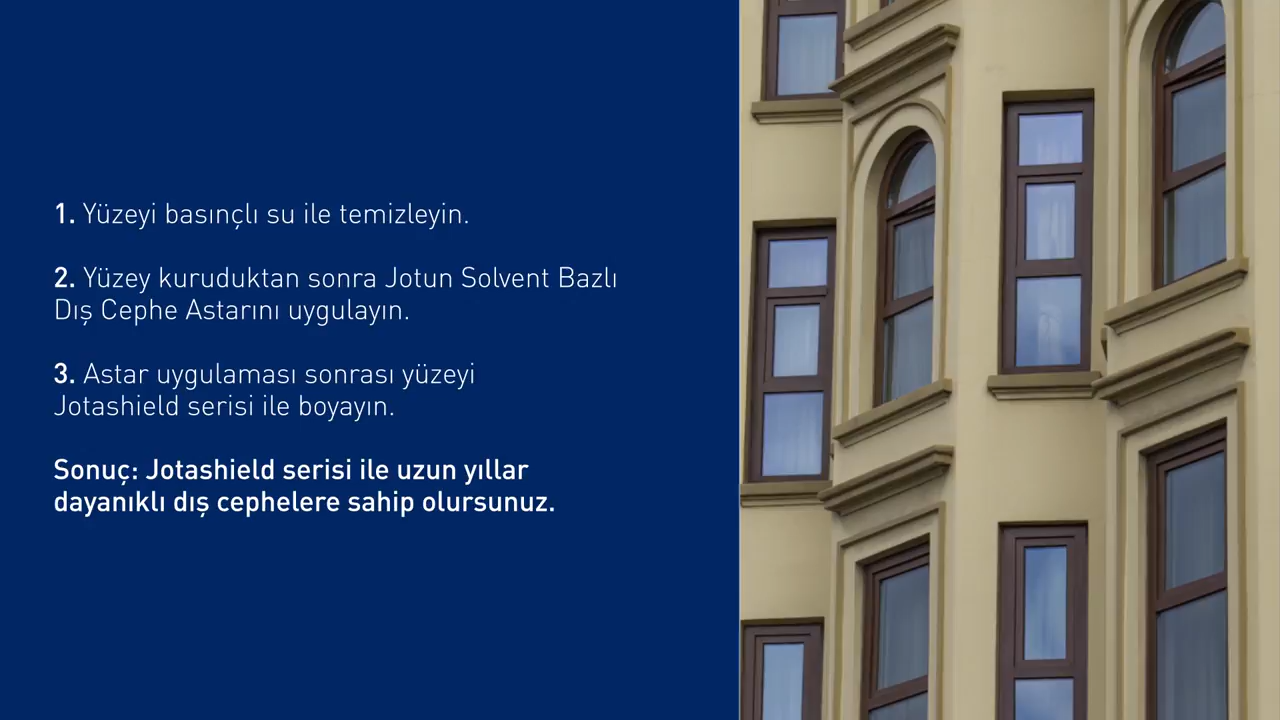 1. Yüzeyi basınçlı su ile temizleyin.
2. Yüzey kuruduktan sonra Jotun Solvent Bazlı
Dış Cephe Astarını uygulayın.
3. Astar uygulaması sonrası yüzeyi
Jotashield serisi ile boyayın.
Sonuç: Jotashield serisi ile uzun yıllar
dayanıklı dış cephelere sahip olursunuz.